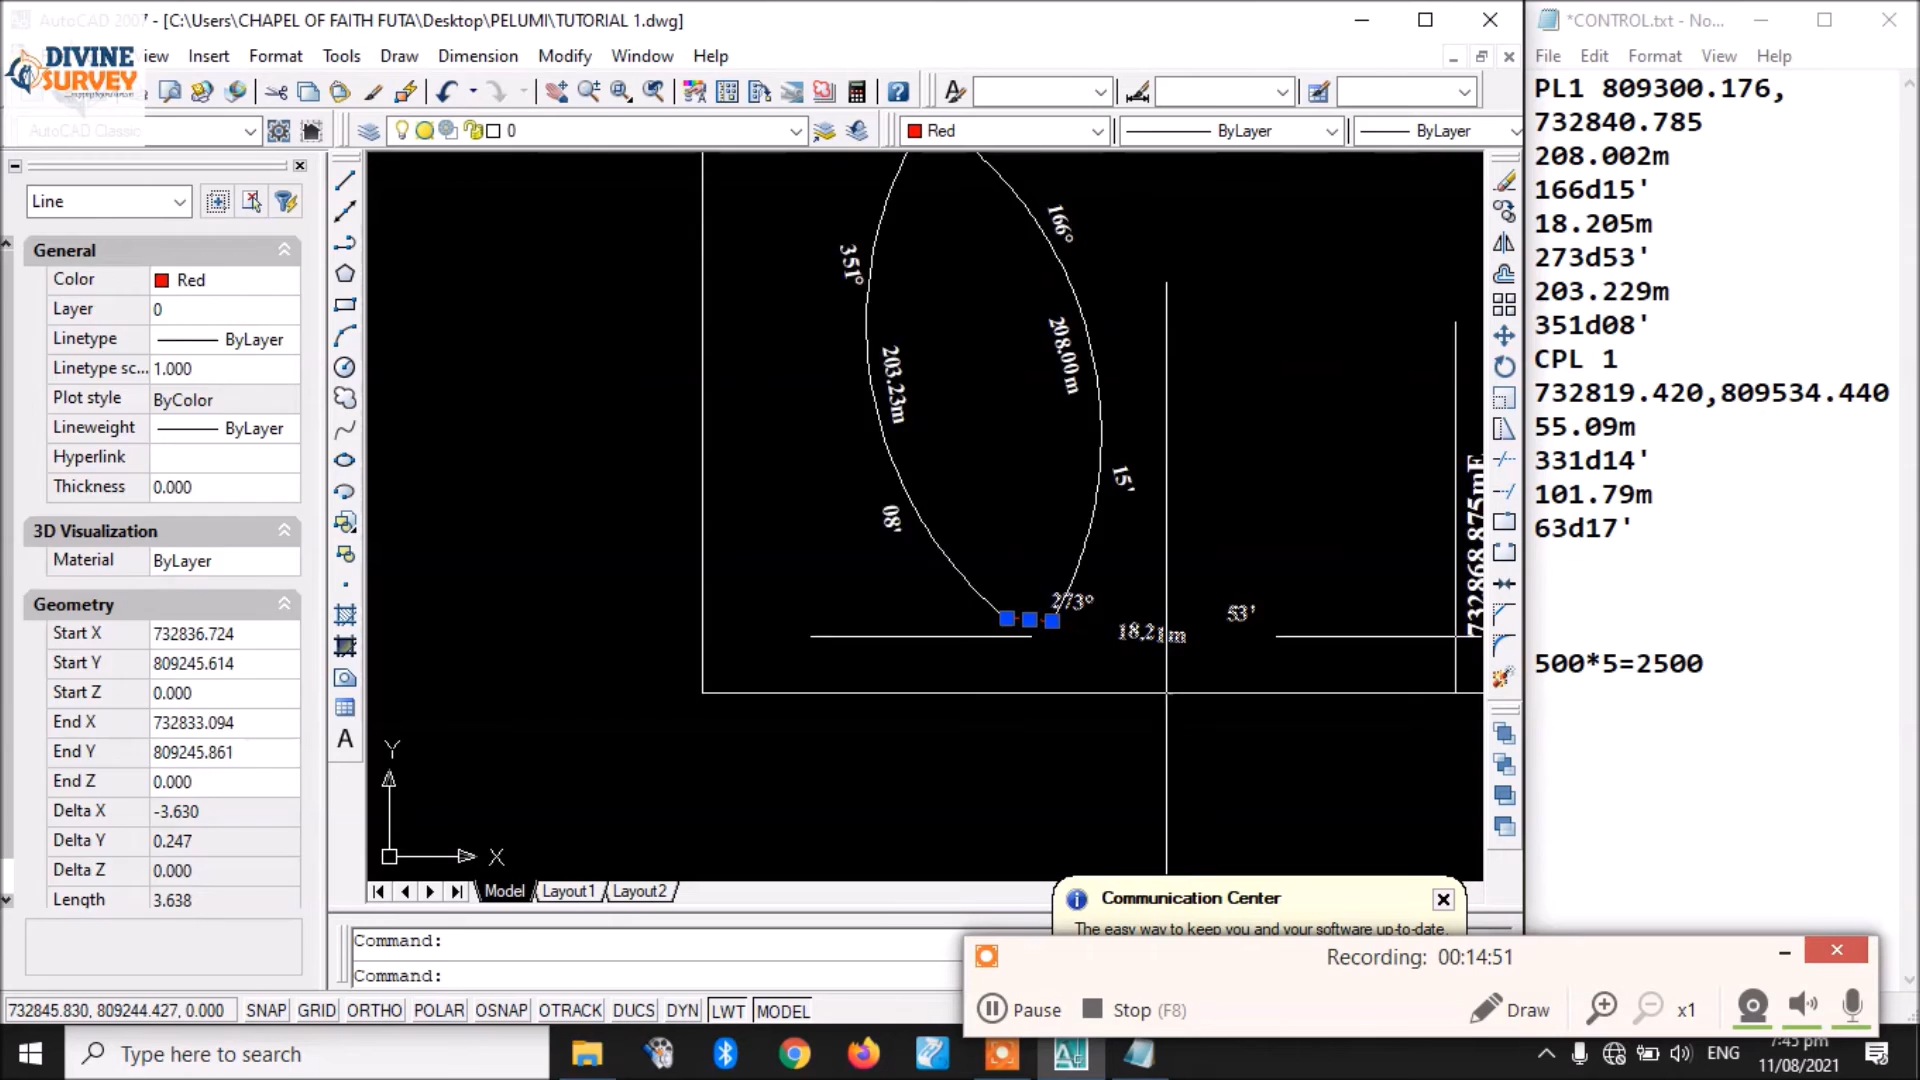 AutoCAD 2007 - [C:\Users\CHAPEL OF FAITH FUTA\Desktop\PELUMI\TUTORIAL 1.dwg]
DIVINE
SURVEY
Insert Format Tools Draw Dimension Modify Window Help
AutoCAD Classic
0
Red
ByLayer
ByLayer
Line
General
Color Red
Layer 0
Linetype ByLayer
Linetype sc... 1.000
Plot style ByColor
Lineweight ByLayer
Hyperlink
Thickness 0.000
3D Visualization
Material ByLayer
Geometry
Start X 732836.724
Start Y 809245.614
Start Z 0.000
End X 732833.094
End Y 809245.861
End Z 0.000
Delta X -3.630
Delta Y 0.247
Delta Z 0.000
Length 3.638
351°
203.23m
08'
166°
208.00m
15'
273°
53'
18.21m
732868.875mE
Y
X
Model Layout1 Layout2
Command:
Command:
732845.830, 809244.427, 0.000 SNAP GRID ORTHO POLAR OSNAP OTRACK DUCS DYN LWT MODEL
Communication Center
The easy way to keep you and your software up-to-date.
Recording: 00:14:51
Pause Stop (F8) Draw x1
*CONTROL.txt - No...
File Edit Format View Help
PL1 809300.176,
732840.785
208.002m
166d15'
18.205m
273d53'
203.229m
351d08'
CPL 1
732819.420,809534.440
55.09m
331d14'
101.79m
63d17'
500*5=2500
Type here to search
ENG
7:45 pm
11/08/2021